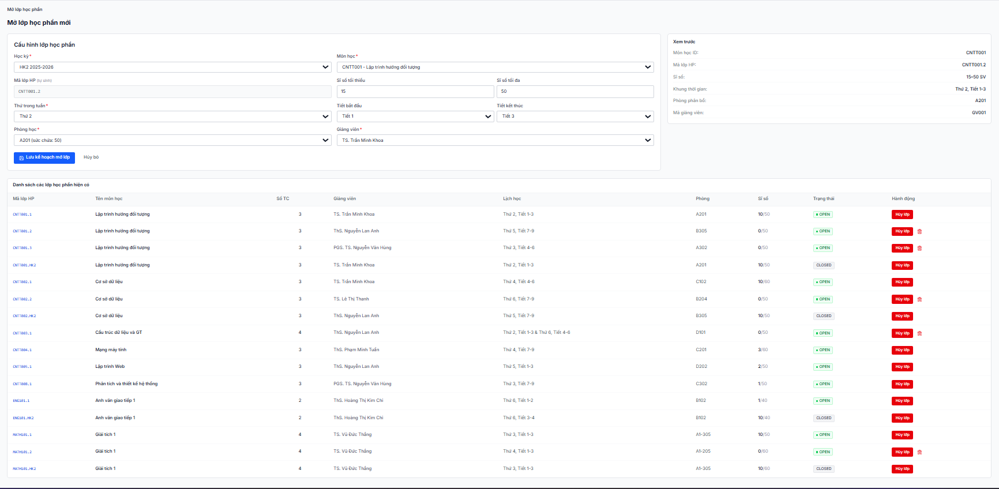 Mở lớp học phần
Mở lớp học phần mới
Cấu hình lớp học phần
Học kỳ*
HK2 2025-2026
Môn học*
CNTT001 - Lập trình hướng đối tượng
Mã lớp HP (tự sinh)
CNTT001.2
Sĩ số tối thiểu
15
Sĩ số tối đa
50
Thứ trong tuần*
Thứ 2
Tiết bắt đầu
Tiết 1
Tiết kết thúc
Tiết 3
Phòng học*
A201 (sức chứa: 50)
Giảng viên*
TS. Trần Minh Khoa
Lưu kế hoạch mở lớp Hủy bỏ
Xem trước
Môn học ID: CNTT001
Mã lớp HP: CNTT001.2
Sĩ số: 15–50 SV
Khung thời gian: Thứ 2, Tiết 1-3
Phòng phân bổ: A201
Mã giảng viên: GV001
Danh sách các lớp học phần hiện có
Mã lớp HP Tên môn học Số TC Giảng viên Lịch học Phòng Sĩ số Trạng thái Hành động
CNTT001.1 Lập trình hướng đối tượng 3 TS. Trần Minh Khoa Thứ 2, Tiết 1-3 A201 10/50 OPEN Hủy lớp
CNTT001.2 Lập trình hướng đối tượng 3 ThS. Nguyễn Lan Anh Thứ 5, Tiết 7-9 B305 0/50 OPEN Hủy lớp
CNTT001.3 Lập trình hướng đối tượng 3 PGS. TS. Nguyễn Văn Hùng Thứ 3, Tiết 4-6 A302 0/50 OPEN Hủy lớp
CNTT001.HK2 Lập trình hướng đối tượng 3 TS. Trần Minh Khoa Thứ 2, Tiết 1-3 A201 10/50 CLOSED Hủy lớp
CNTT002.1 Cơ sở dữ liệu 3 TS. Trần Minh Khoa Thứ 4, Tiết 4-6 C102 10/60 OPEN Hủy lớp
CNTT002.2 Cơ sở dữ liệu 3 TS. Lê Thị Thanh Thứ 6, Tiết 7-9 B204 0/50 OPEN Hủy lớp
CNTT002.HK2 Cơ sở dữ liệu 3 ThS. Nguyễn Lan Anh Thứ 5, Tiết 7-9 B305 10/50 CLOSED Hủy lớp
CNTT003.1 Cấu trúc dữ liệu và GT 4 ThS. Nguyễn Lan Anh Thứ 2, Tiết 1-3 & Thứ 6, Tiết 4-6 D101 0/50 OPEN Hủy lớp
CNTT004.1 Mạng máy tính 3 ThS. Phạm Minh Tuấn Thứ 4, Tiết 7-9 C201 3/60 OPEN Hủy lớp
CNTT005.1 Lập trình Web 3 ThS. Nguyễn Lan Anh Thứ 5, Tiết 1-3 D202 2/50 OPEN Hủy lớp
CNTT008.1 Phân tích và thiết kế hệ thống 3 PGS. TS. Nguyễn Văn Hùng Thứ 3, Tiết 7-9 C302 1/50 OPEN Hủy lớp
ENG101.1 Anh văn giao tiếp 1 2 ThS. Hoàng Thị Kim Chi Thứ 6, Tiết 1-2 B102 1/40 OPEN Hủy lớp
ENG101.HK2 Anh văn giao tiếp 1 2 ThS. Hoàng Thị Kim Chi Thứ 6, Tiết 3-4 B102 10/40 CLOSED Hủy lớp
MATH101.1 Giải tích 1 4 TS. Vũ Đức Thắng Thứ 3, Tiết 1-3 A1-305 10/50 OPEN Hủy lớp
MATH101.2 Giải tích 1 4 TS. Vũ Đức Thắng Thứ 4, Tiết 1-3 A1-205 0/60 OPEN Hủy lớp
MATH101.HK2 Giải tích 1 4 TS. Vũ Đức Thắng Thứ 3, Tiết 1-3 A1-305 10/60 CLOSED Hủy lớp